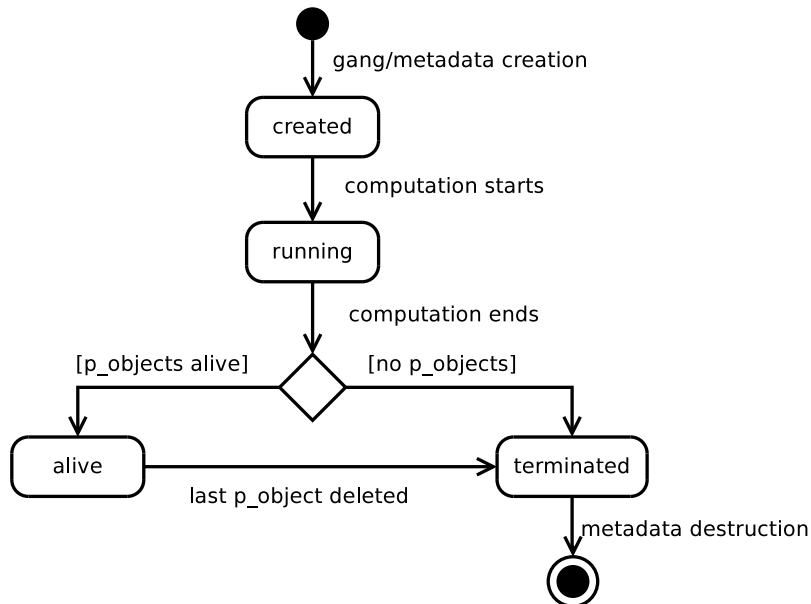 gang/metadata creation
created
computation starts
running
computation ends
[p_objects alive]
[no p_objects]
alive
terminated
last p_object deleted
metadata destruction